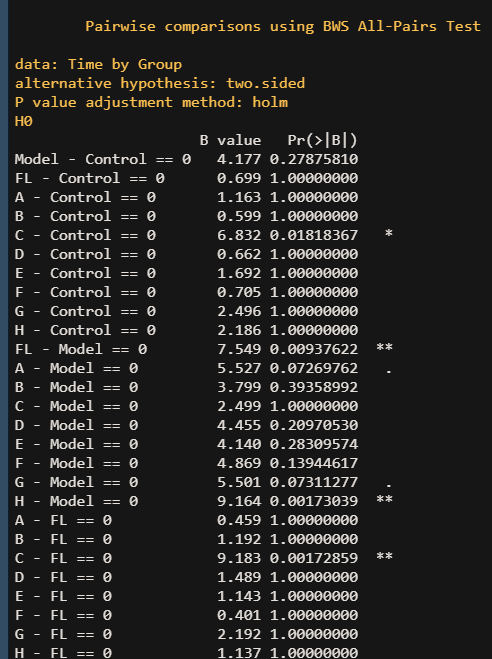 Pairwise comparisons using BWS All-Pairs Test
data: Time by Group
alternative hypothesis: two.sided
P value adjustment method: holm
H0
B value Pr(>|B|)
Model - Control == 0 4.177 0.27875810
FL - Control == 0 0.699 1.00000000
A - Control == 0 1.163 1.00000000
B - Control == 0 0.599 1.00000000
C - Control == 0 6.832 0.01818367 *
D - Control == 0 0.662 1.00000000
E - Control == 0 1.692 1.00000000
F - Control == 0 0.705 1.00000000
G - Control == 0 2.496 1.00000000
H - Control == 0 2.186 1.00000000
FL - Model == 0 7.549 0.00937622 **
A - Model == 0 5.527 0.07269762 .
B - Model == 0 3.799 0.39358992
C - Model == 0 2.499 1.00000000
D - Model == 0 4.455 0.20970530
E - Model == 0 4.140 0.28309574
F - Model == 0 4.869 0.13944617
G - Model == 0 5.501 0.07311277 .
H - Model == 0 9.164 0.00173039 **
A - FL == 0 0.459 1.00000000
B - FL == 0 1.192 1.00000000
C - FL == 0 9.183 0.00172859 **
D - FL == 0 1.489 1.00000000
E - FL == 0 1.143 1.00000000
F - FL == 0 0.401 1.00000000
G - FL == 0 2.192 1.00000000
H - FL == 0 1.137 1.00000000